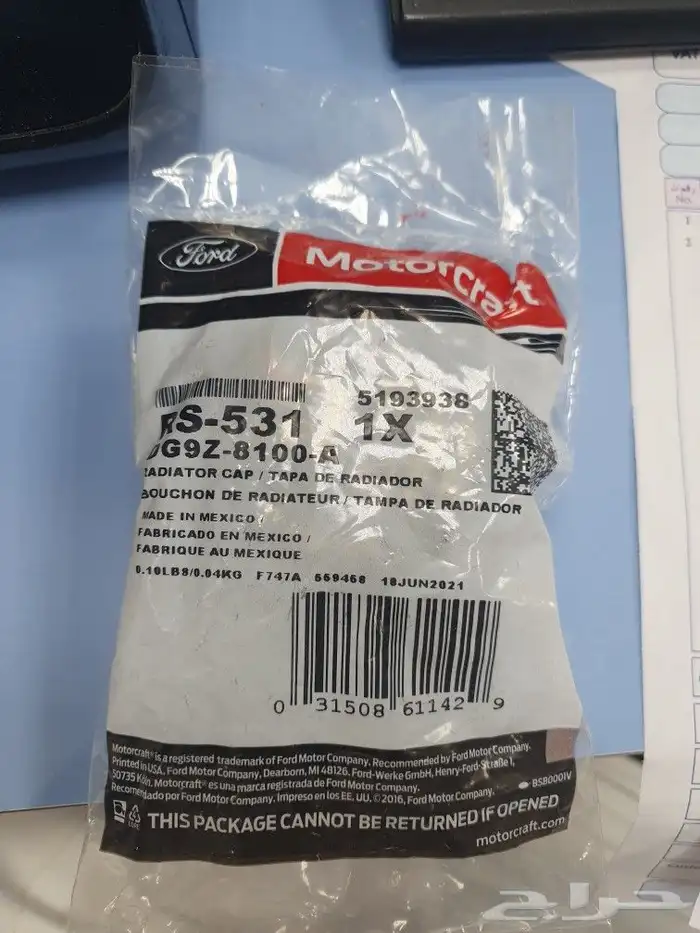 Ford
Motorcraft
5193938
RS-531 1X
DG9Z-8100-A
RADIATOR CAP / TAPA DE RADIADOR
BOUCHON DE RADIATEUR / TAMPA DE RADIADOR
MADE IN MEXICO /
FABRICADO EN MEXICO /
FABRIQUE AU MEXIQUE
0.10LBS/0.04KG F747A 559468 18JUN2021
0 31508 61142 9
Motorcraft® is a registered trademark of Ford Motor Company. Recommended by Ford Motor Company.
Printed in USA. Ford Motor Company, Dearborn, MI 48126. Ford-Werke GmbH, Henry-Ford-Straße 1,
50735 Köln. Motorcraft® es una marca registrada de Ford Motor Company.
Recomendado por Ford Motor Company. Impreso en los EE. UU. © 2016, Ford Motor Company.
BSB000IV
THIS PACKAGE CANNOT BE RETURNED IF OPENED
motorcraft.com
No.
1
حراج